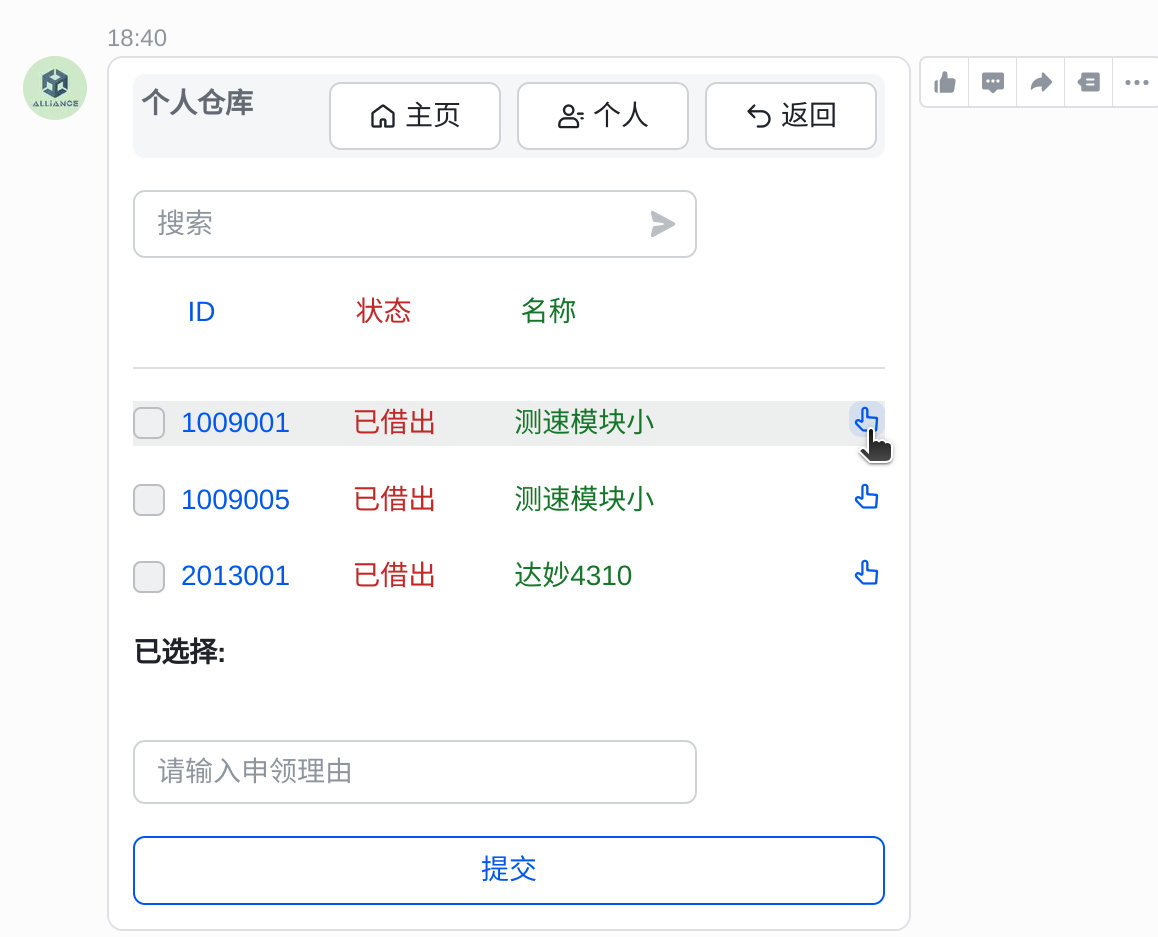 18:40
ALLiANCE
个人仓库 主页 个人 返回
搜索
ID 状态 名称
1009001 已借出 测速模块小
1009005 已借出 测速模块小
2013001 已借出 达妙4310
已选择:
请输入申领理由
提交